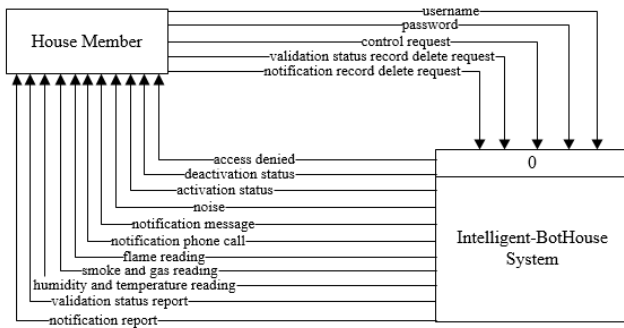 username
password
House Member
control request
validation status record delete request
notification record delete request
access denied
0
deactivation status
activation status
noise
notification message
notification phone call
Intelligent-BotHouse
System
flame reading
smoke and gas reading
humidity and temperature reading
validation status report
notification report